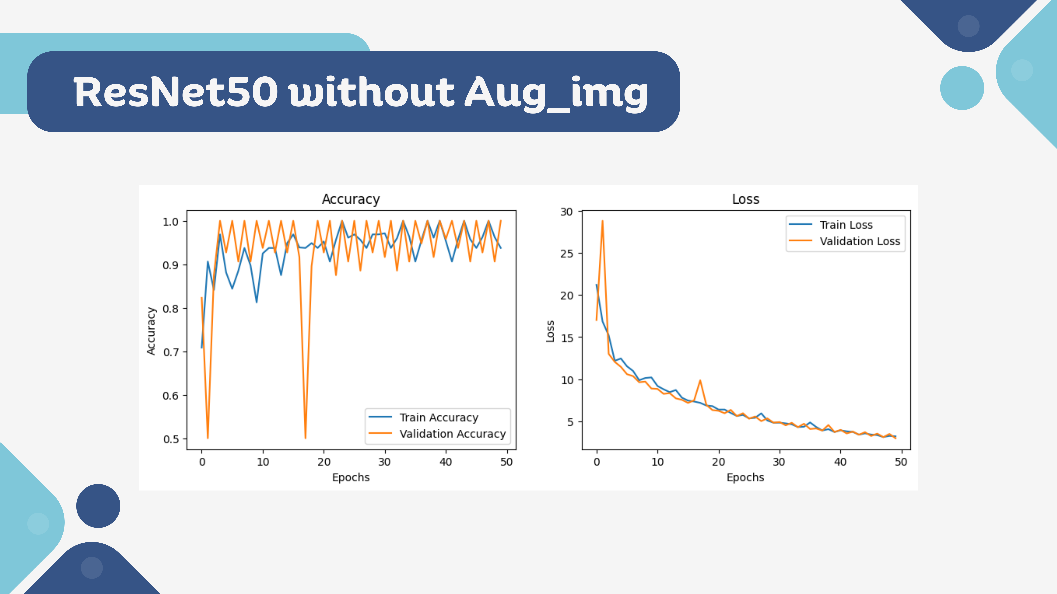 ResNet50 without Aug_img
Accuracy
1.0
0.9
0.8
0.7
0.6
0.5
Accuracy
Train Accuracy
Validation Accuracy
0 10 20 30 40 50
Epochs
Loss
30
25
20
15
10
5
Loss
Train Loss
Validation Loss
0 10 20 30 40 50
Epochs